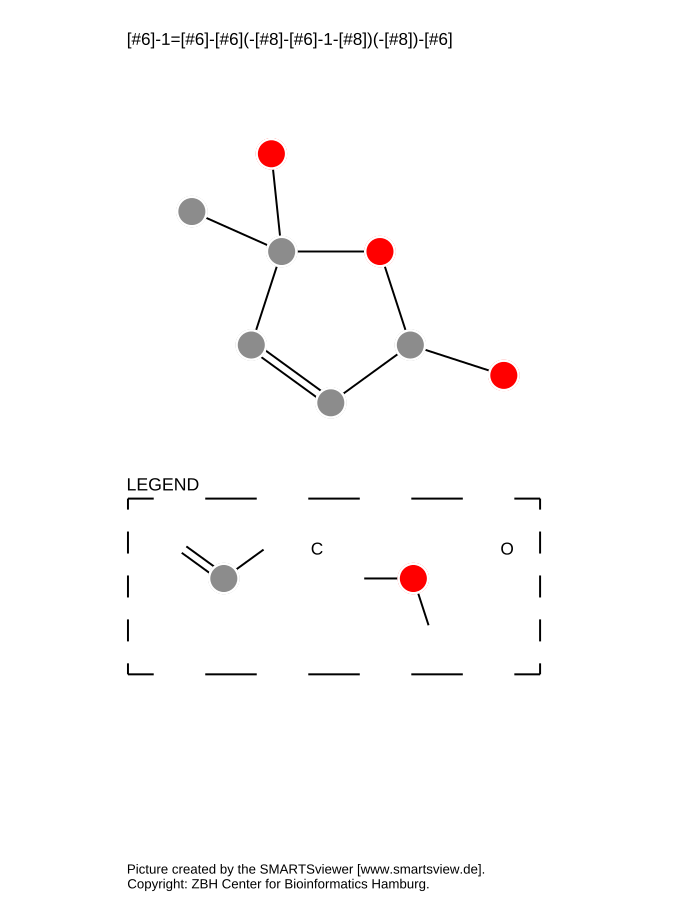 [#6]-1=[#6]-[#6](-[#8]-[#6]-1-[#8])(-[#8])-[#6]
LEGEND
C
O
Picture created by the SMARTSviewer [www.smartsview.de].
Copyright: ZBH Center for Bioinformatics Hamburg.